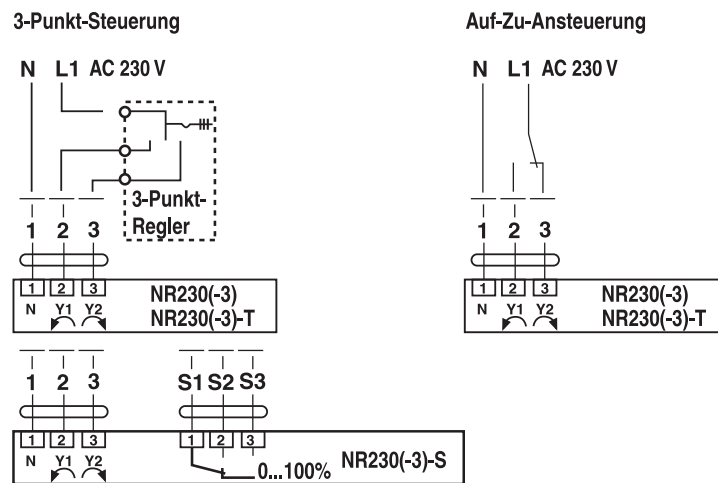 3-Punkt-Steuerung
N L1 AC 230 V
3-Punkt-
Regler
1 2 3
1 2 3
N Y1 Y2
NR230(-3)
NR230(-3)-T
1 2 3
S1 S2 S3
1 2 3
1 2 3
N Y1 Y2
0...100%
NR230(-3)-S
Auf-Zu-Ansteuerung
N L1 AC 230 V
1 2 3
1 2 3
N Y1 Y2
NR230(-3)
NR230(-3)-T